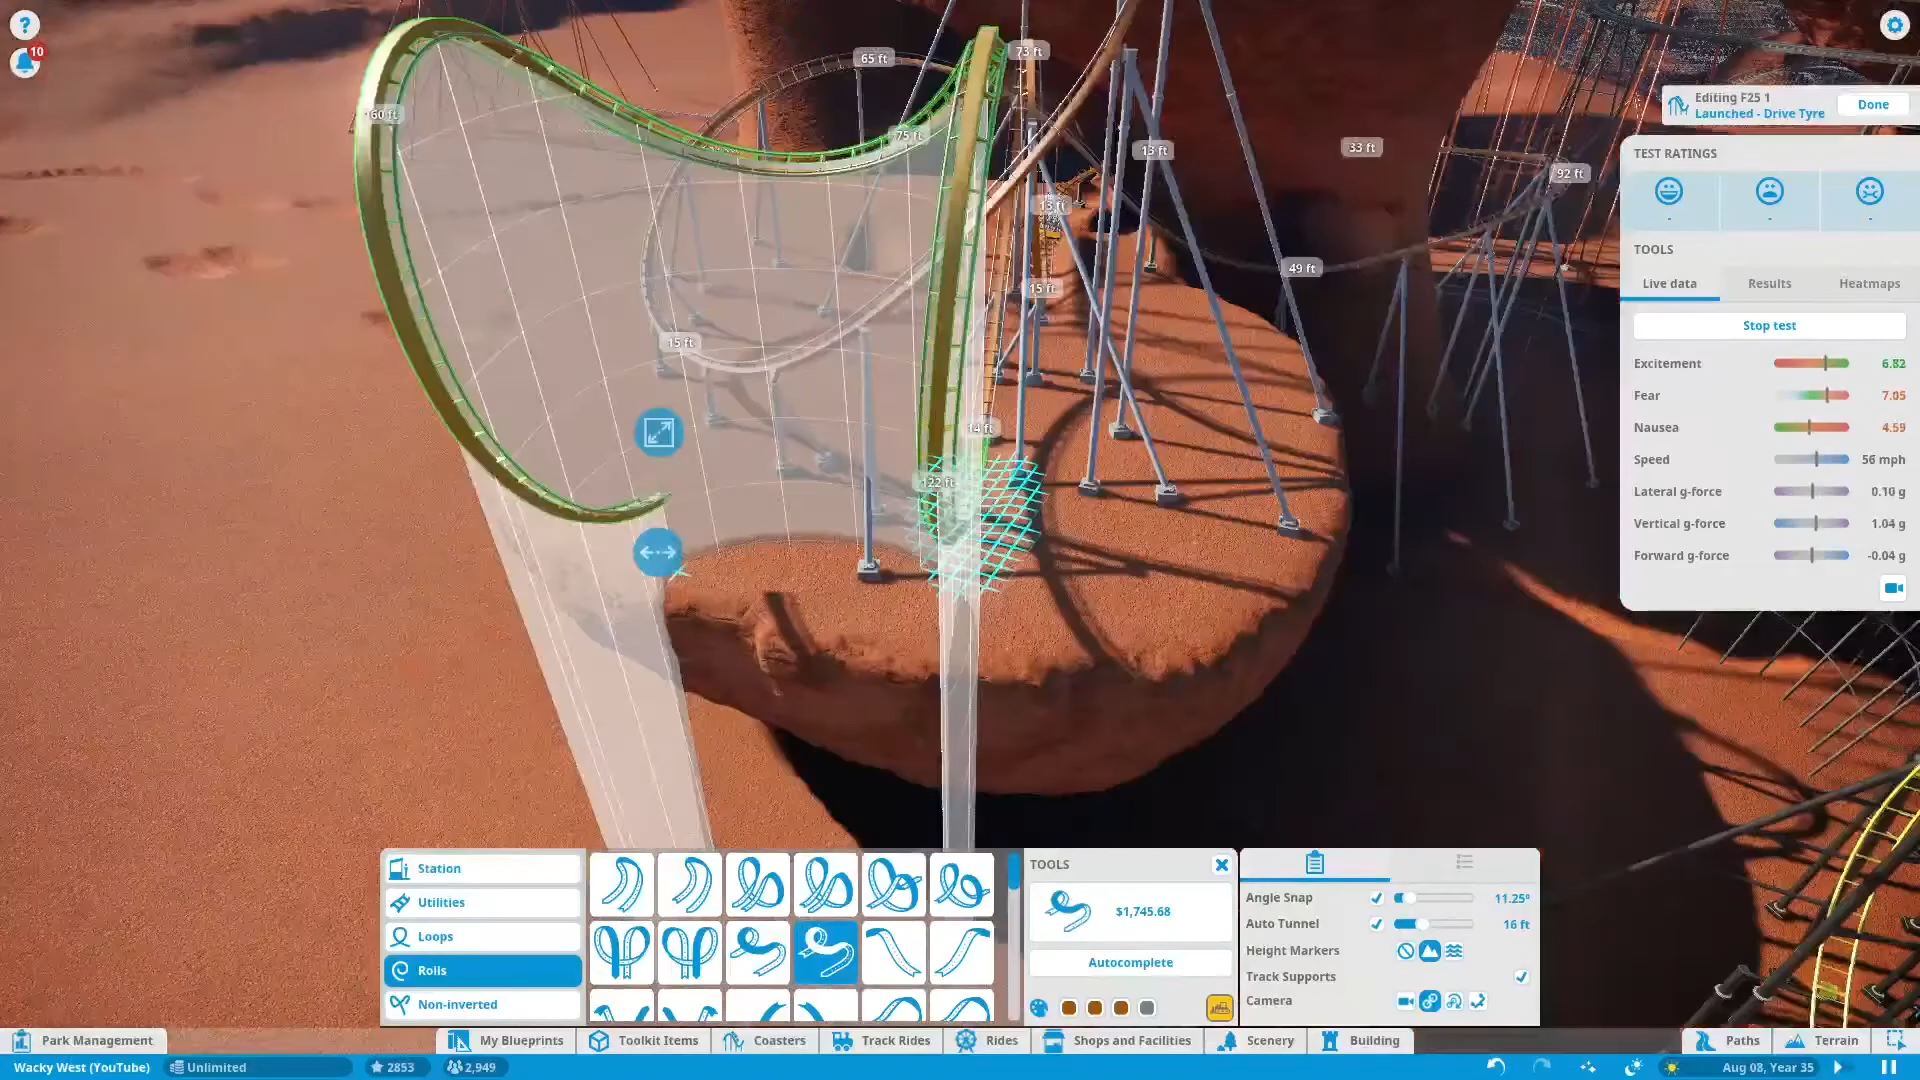 ?
10
60 ft
65 ft
73 ft
75 ft
13 ft
33 ft
92 ft
13 ft
49 ft
15 ft
15 ft
14 ft
122 ft
Editing F25 1
Launched - Drive Tyre
Done
TEST RATINGS
- - -
TOOLS
Live data Results Heatmaps
Stop test
Excitement 6.82
Fear 7.05
Nausea 4.59
Speed 56 mph
Lateral g-force 0.10 g
Vertical g-force 1.04 g
Forward g-force -0.04 g
Station
Utilities
Loops
Rolls
Non-inverted
TOOLS
$1,745.68
Autocomplete
Angle Snap 11.25°
Auto Tunnel 16 ft
Height Markers
Track Supports
Camera
Park Management
My Blueprints
Toolkit Items
Coasters
Track Rides
Rides
Shops and Facilities
Scenery
Building
Paths
Terrain
Wacky West (YouTube)
Unlimited
2853
2,949
Aug 08, Year 35